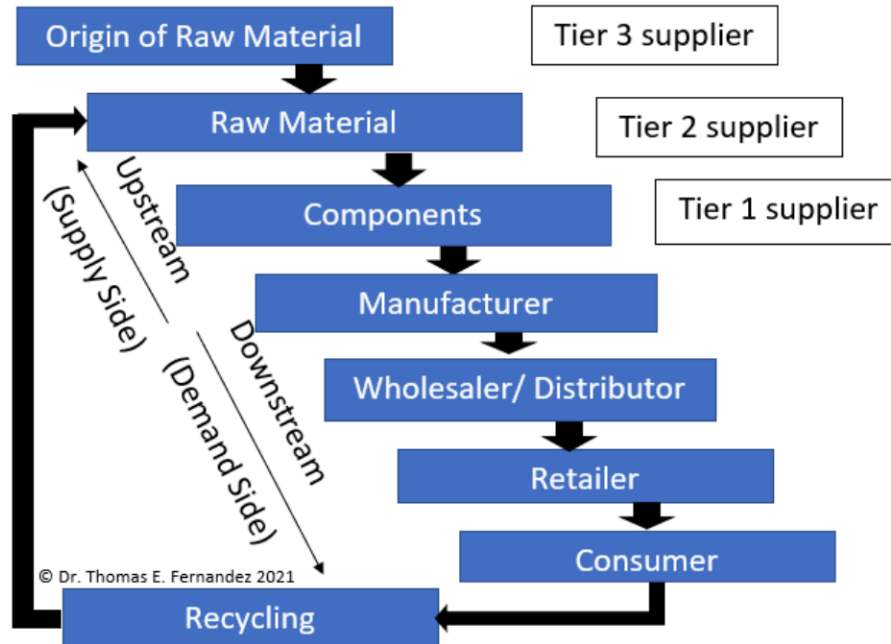 Origin of Raw Material
Tier 3 supplier
Raw Material
Tier 2 supplier
Components
Tier 1 supplier
Upstream
(Supply Side)
Manufacturer
Downstream
(Demand Side)
Wholesaler/ Distributor
Retailer
Consumer
© Dr. Thomas E. Fernandez 2021
Recycling